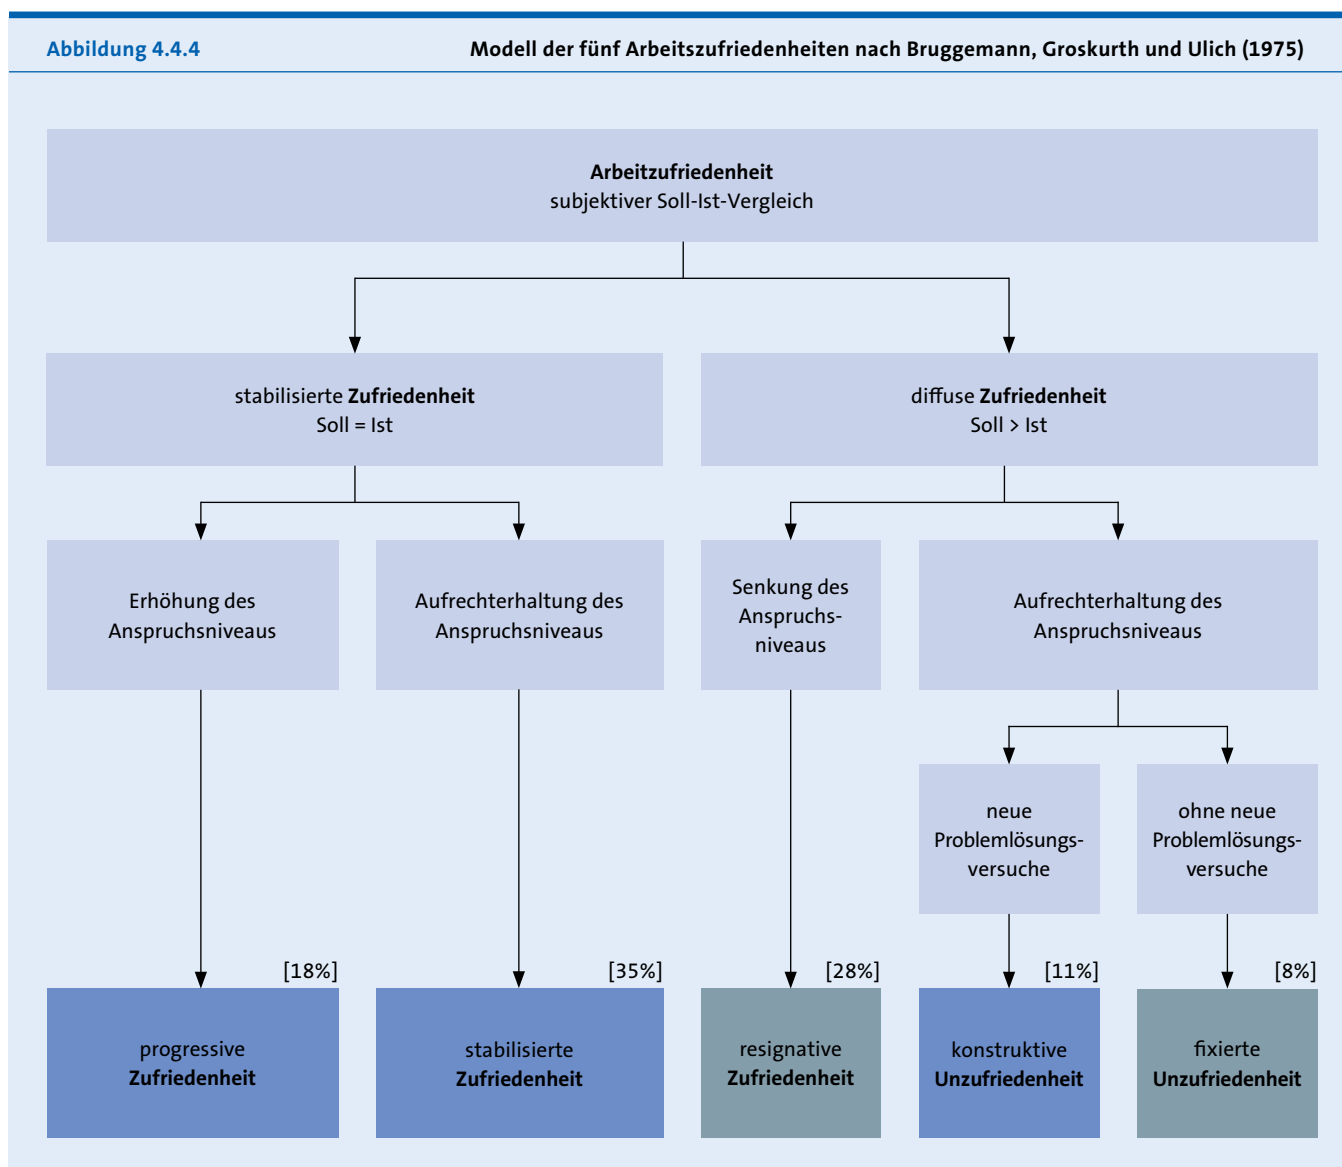 Abbildung 4.4.4
Modell der fünf Arbeitszufriedenheiten nach Bruggemann, Groskurth und Ulich (1975)
Arbeitzufriedenheit
subjektiver Soll-Ist-Vergleich
stabilisierte Zufriedenheit
Soll = Ist
diffuse Zufriedenheit
Soll > Ist
Erhöhung des
Anspruchsniveaus
Aufrechterhaltung des
Anspruchsniveaus
Senkung des
Anspruchs-
niveaus
Aufrechterhaltung des
Anspruchsniveaus
neue
Problemlösungs-
versuche
ohne neue
Problemlösungs-
versuche
[18%]
[35%]
[28%]
[11%]
[8%]
progressive
Zufriedenheit
stabilisierte
Zufriedenheit
resignative
Zufriedenheit
konstruktive
Unzufriedenheit
fixierte
Unzufriedenheit